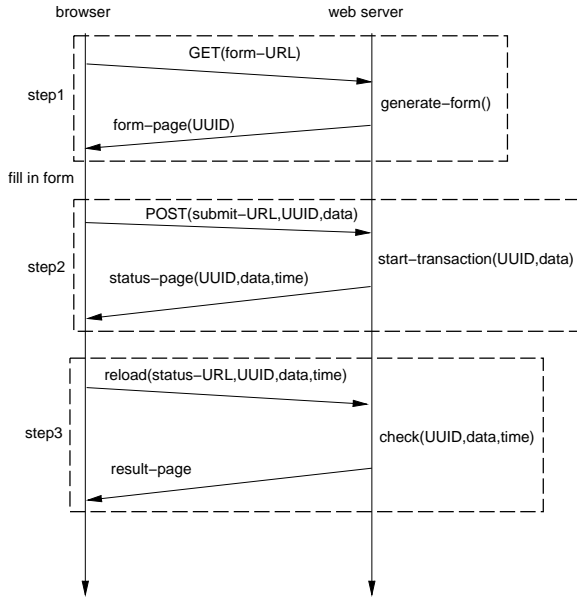 browser
web server
GET(form−URL)
step1
generate−form()
form−page(UUID)
fill in form
POST(submit−URL,UUID,data)
start−transaction(UUID,data)
step2
status−page(UUID,data,time)
reload(status−URL,UUID,data,time)
step3
check(UUID,data,time)
result−page